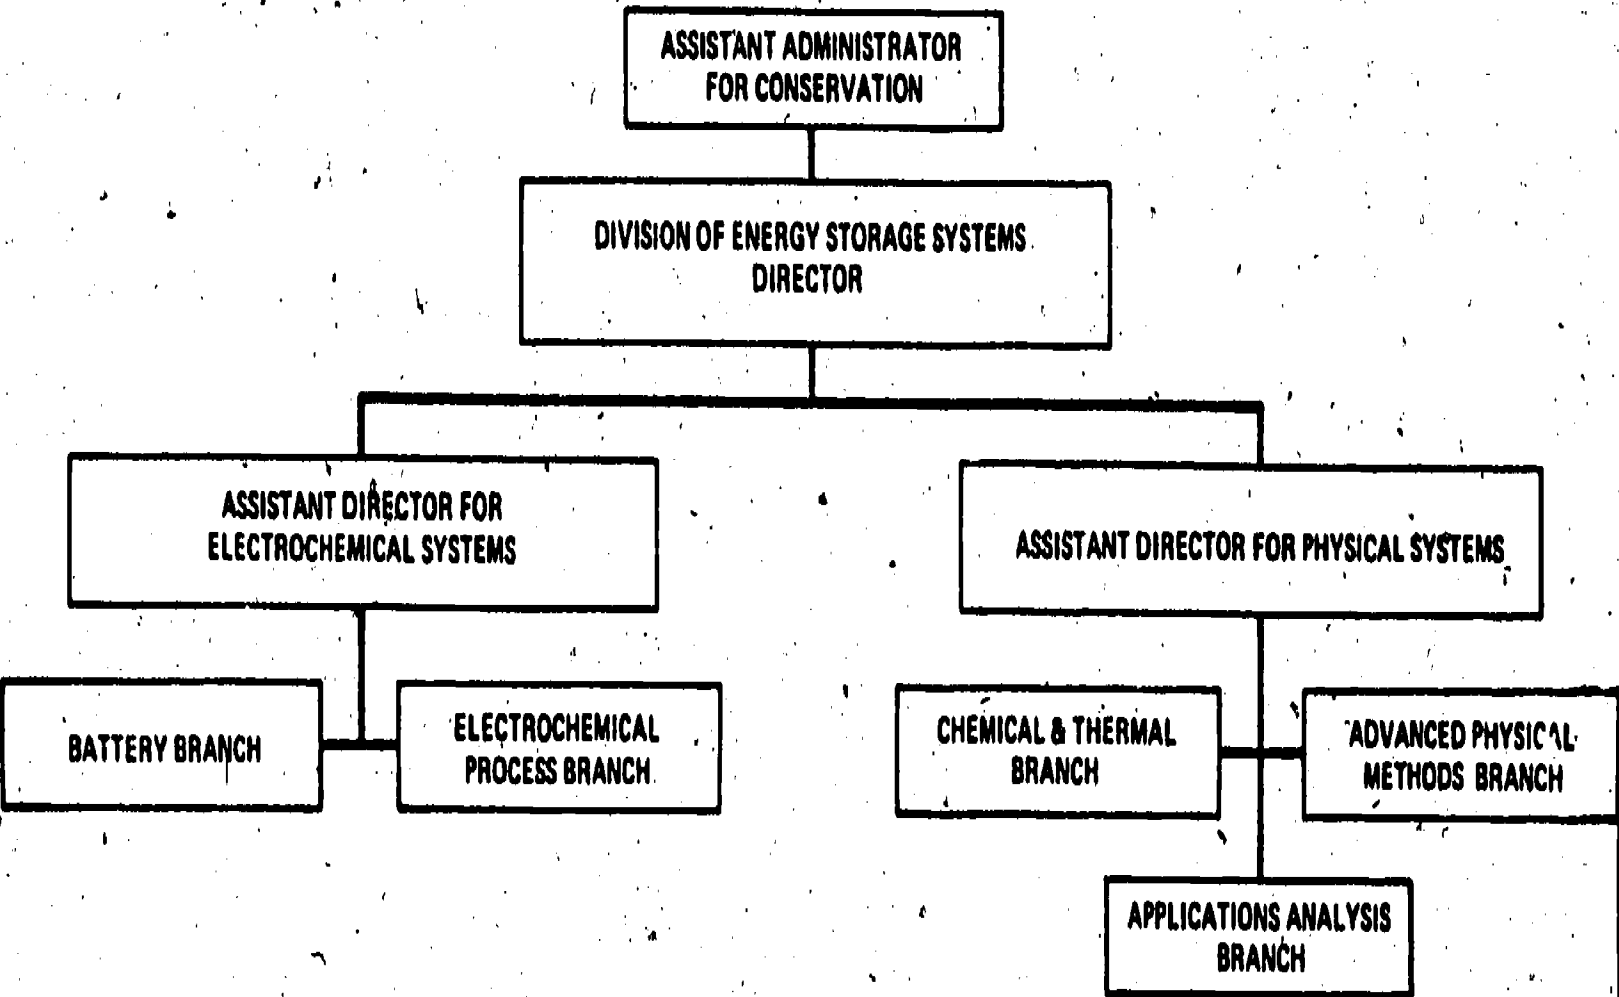 ASSISTANT ADMINISTRATOR
FOR CONSERVATION
DIVISION OF ENERGY STORAGE SYSTEMS
DIRECTOR
ASSISTANT DIRECTOR FOR
ELECTROCHEMICAL SYSTEMS
ASSISTANT DIRECTOR FOR PHYSICAL SYSTEMS
BATTERY BRANCH
ELECTROCHEMICAL
PROCESS BRANCH
CHEMICAL & THERMAL
BRANCH
ADVANCED PHYSICAL
METHODS BRANCH
APPLICATIONS ANALYSIS
BRANCH